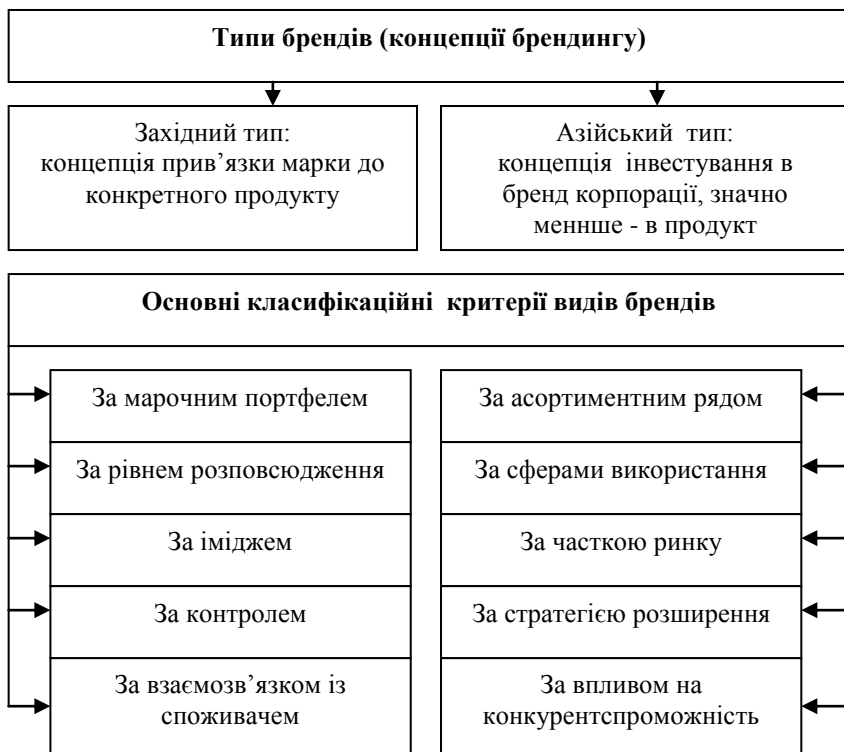 Типи брендів (концепції брендингу)
Західний тип:
концепція прив’язки марки до
конкретного продукту
Азійський тип:
концепція інвестування в
бренд корпорації, значно
меннше - в продукт
Основні класифікаційні критерії видів брендів
За марочним портфелем
За асортиментним рядом
За рівнем розповсюдження
За сферами використання
За іміджем
За часткою ринку
За контролем
За стратегією розширення
За взаємозв’язком із
споживачем
За впливом на
конкурентспроможність